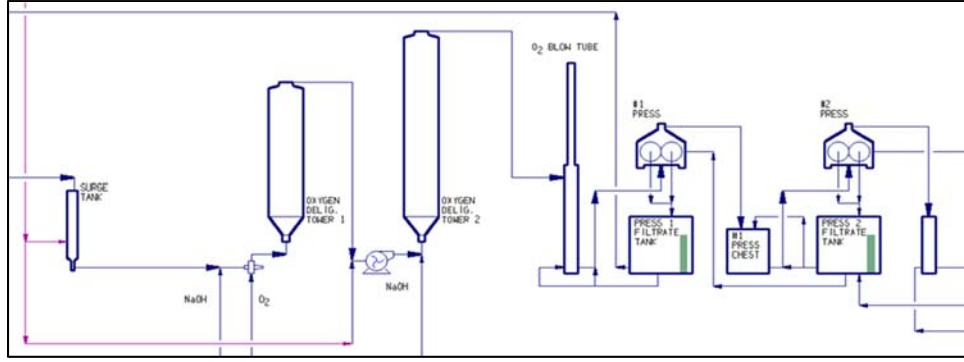 SURGE
TANK
NaOH
O2
OXYGEN
DELIG.
TOWER 1
NaOH
OXYGEN
DELIG.
TOWER 2
O2 BLOW TUBE
#1
PRESS
PRESS 1
FILTRATE
TANK
#1
PRESS
CHEST
#2
PRESS
PRESS 2
FILTRATE
TANK